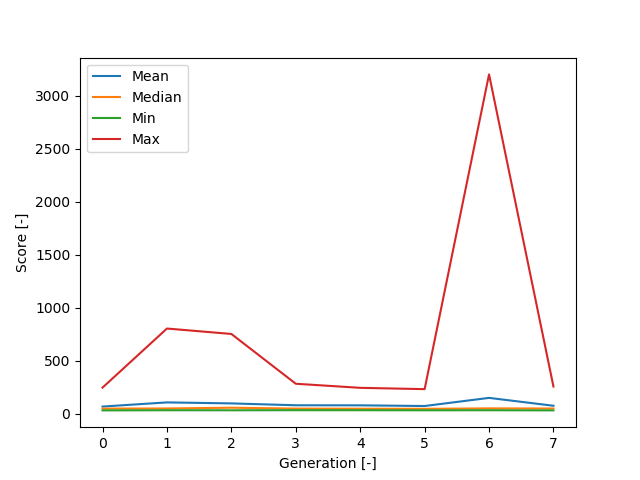 Mean
Median
Min
Max
3000
2500
2000
1500
1000
500
0
Score [-]
0 1 2 3 4 5 6 7
Generation [-]